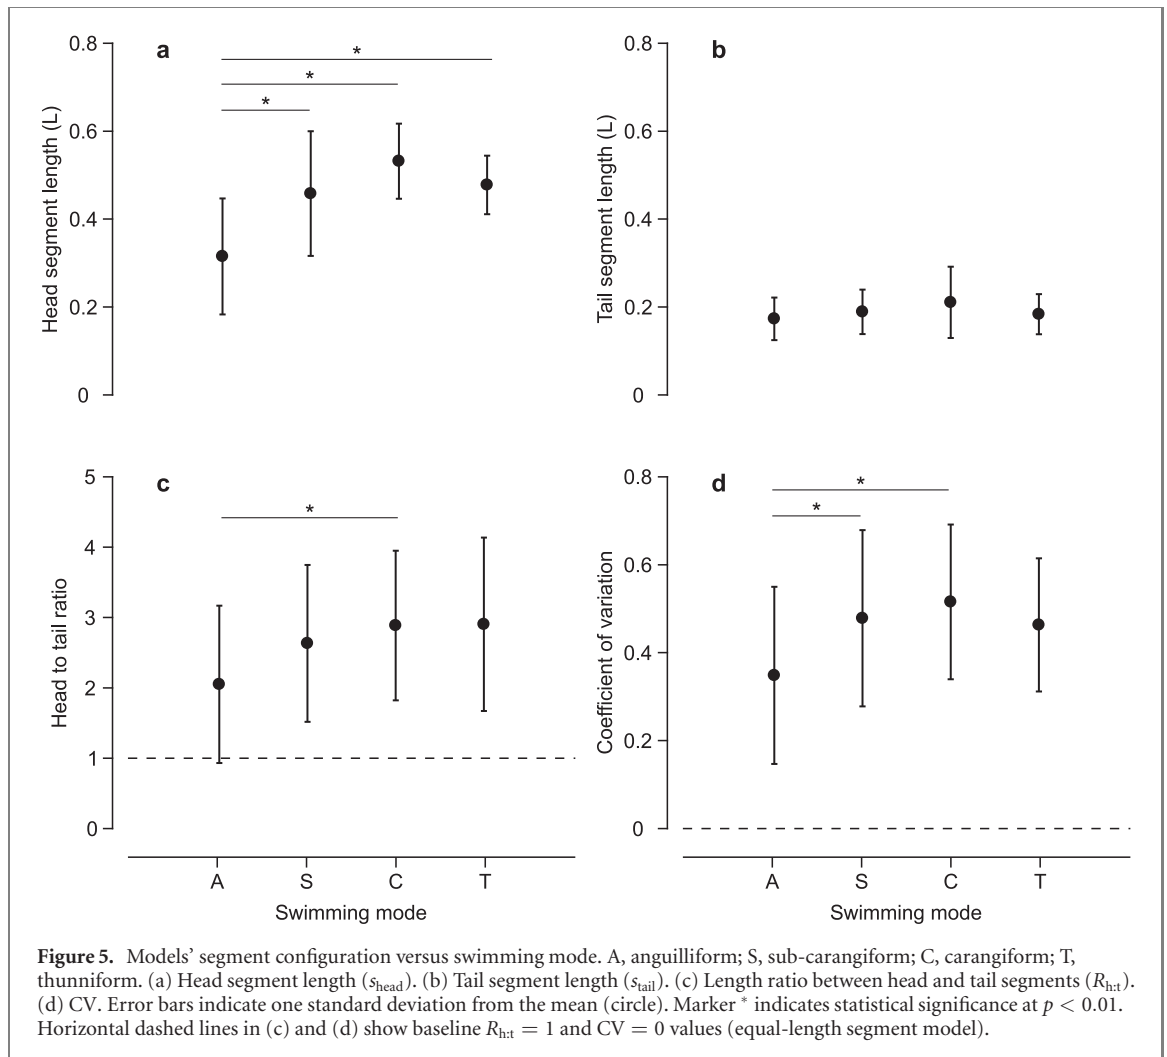 a
*
*
*
0.8
0.6
0.4
0.2
0
Head segment length (L)
b
0.8
0.6
0.4
0.2
0
Tail segment length (L)
c
*
5
4
3
2
1
0
Head to tail ratio
A S C T
Swimming mode
d
*
*
0.8
0.6
0.4
0.2
0
Coefficient of variation
A S C T
Swimming mode
Figure 5. Models' segment configuration versus swimming mode. A, anguilliform; S, sub-carangiform; C, carangiform; T,
thunniform. (a) Head segment length (s_head). (b) Tail segment length (s_tail). (c) Length ratio between head and tail segments (R_h:t).
(d) CV. Error bars indicate one standard deviation from the mean (circle). Marker * indicates statistical significance at p < 0.01.
Horizontal dashed lines in (c) and (d) show baseline R_h:t = 1 and CV = 0 values (equal-length segment model).